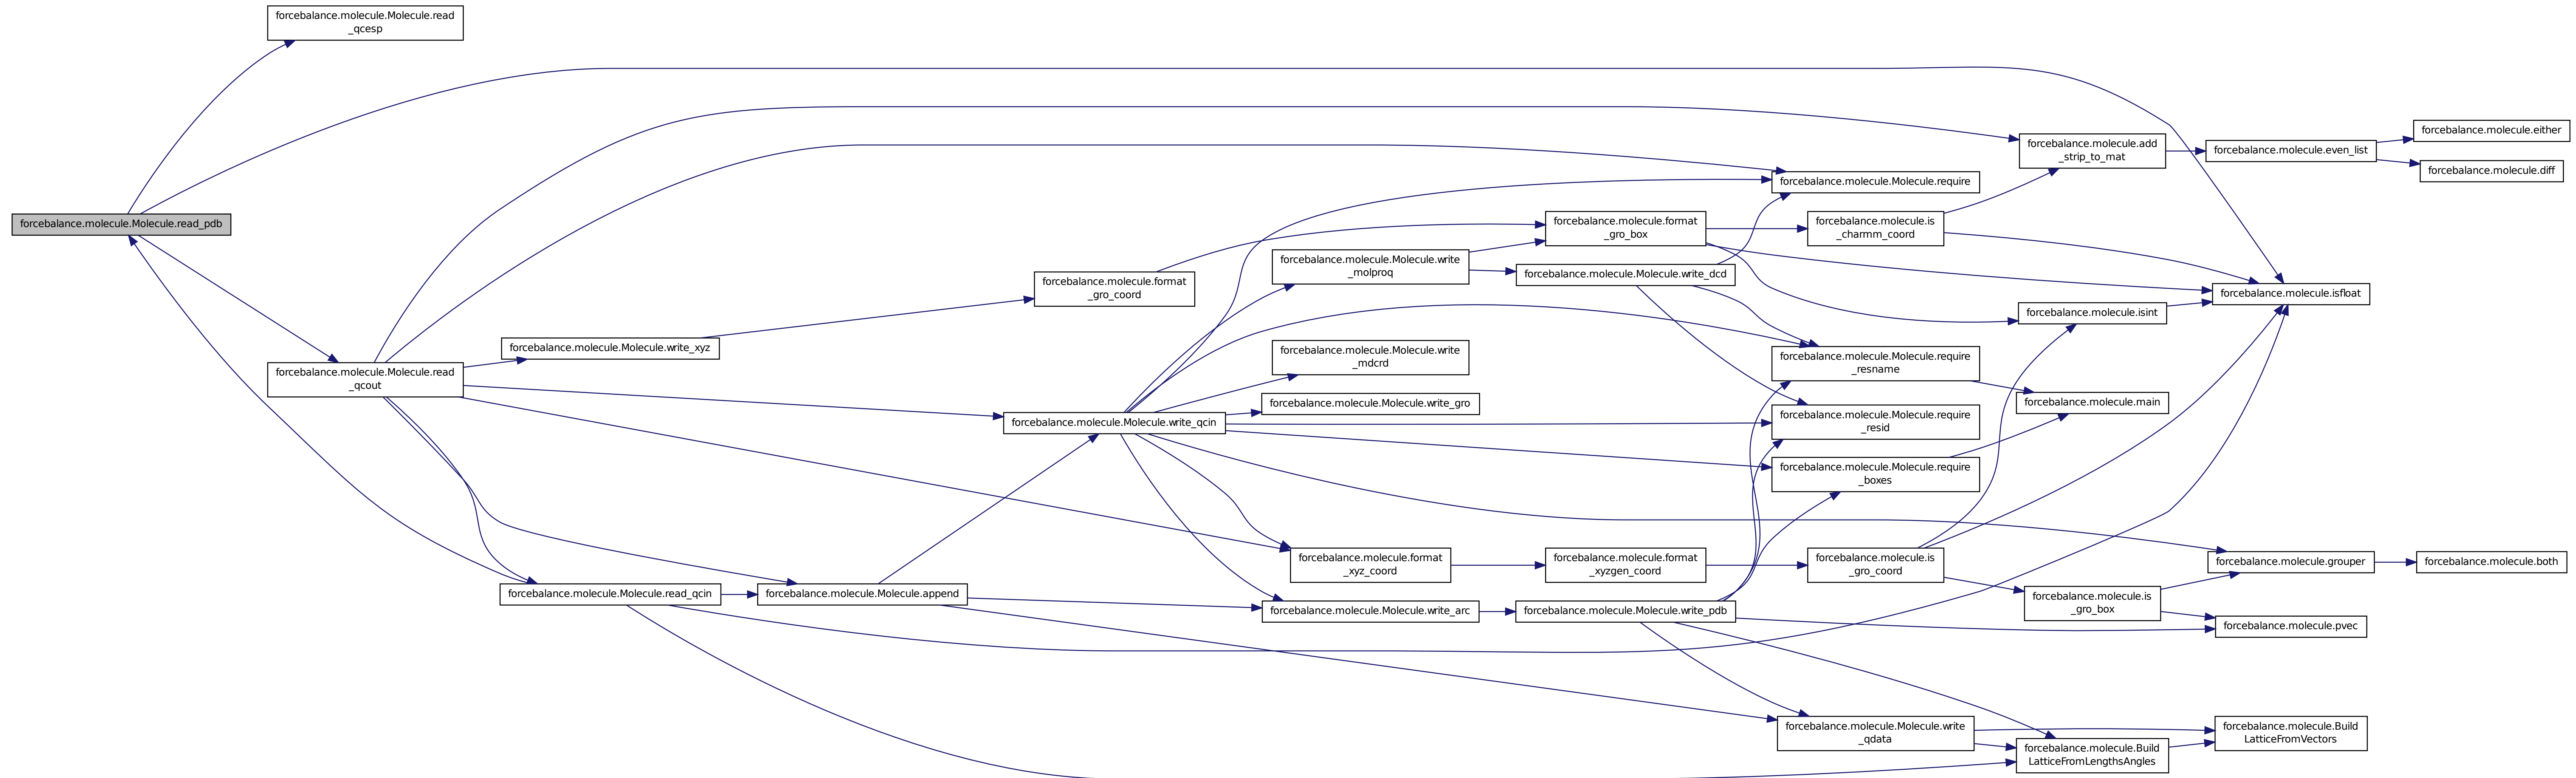 forcebalance.molecule.Molecule.read_pdb
forcebalance.molecule.Molecule.read
_qcesp
forcebalance.molecule.Molecule.read
_qcout
forcebalance.molecule.Molecule.write_xyz
forcebalance.molecule.Molecule.read_qcin
forcebalance.molecule.Molecule.append
forcebalance.molecule.format
_gro_coord
forcebalance.molecule.Molecule.write_qcin
forcebalance.molecule.Molecule.write
_molproq
forcebalance.molecule.Molecule.write
_mdcrd
forcebalance.molecule.Molecule.write_gro
forcebalance.molecule.format
_xyz_coord
forcebalance.molecule.Molecule.write_arc
forcebalance.molecule.format
_gro_box
forcebalance.molecule.Molecule.write_dcd
forcebalance.molecule.format
_xyzgen_coord
forcebalance.molecule.Molecule.write_pdb
forcebalance.molecule.Molecule.require
forcebalance.molecule.is
_charmm_coord
forcebalance.molecule.Molecule.require
_resname
forcebalance.molecule.Molecule.require
_resid
forcebalance.molecule.Molecule.require
_boxes
forcebalance.molecule.is
_gro_coord
forcebalance.molecule.Molecule.write
_qdata
forcebalance.molecule.add
_strip_to_mat
forcebalance.molecule.isint
forcebalance.molecule.main
forcebalance.molecule.is
_gro_box
forcebalance.molecule.Build
LatticeFromLengthsAngles
forcebalance.molecule.even_list
forcebalance.molecule.isfloat
forcebalance.molecule.grouper
forcebalance.molecule.pvec
forcebalance.molecule.Build
LatticeFromVectors
forcebalance.molecule.either
forcebalance.molecule.diff
forcebalance.molecule.both